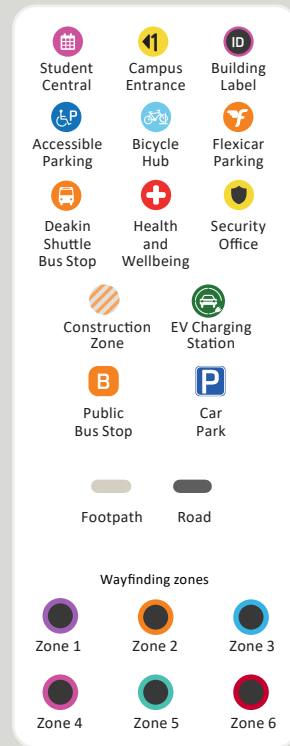 1 ID
Student Campus Building
Central Entrance Label
P
Accessible Bicycle Flexicar
Parking Hub Parking
Deakin Health Security
Shuttle and Office
Bus Stop Wellbeing
Construction EV Charging
Zone Station
B P
Public Car
Bus Stop Park
Footpath Road
Wayfinding zones
Zone 1 Zone 2 Zone 3
Zone 4 Zone 5 Zone 6